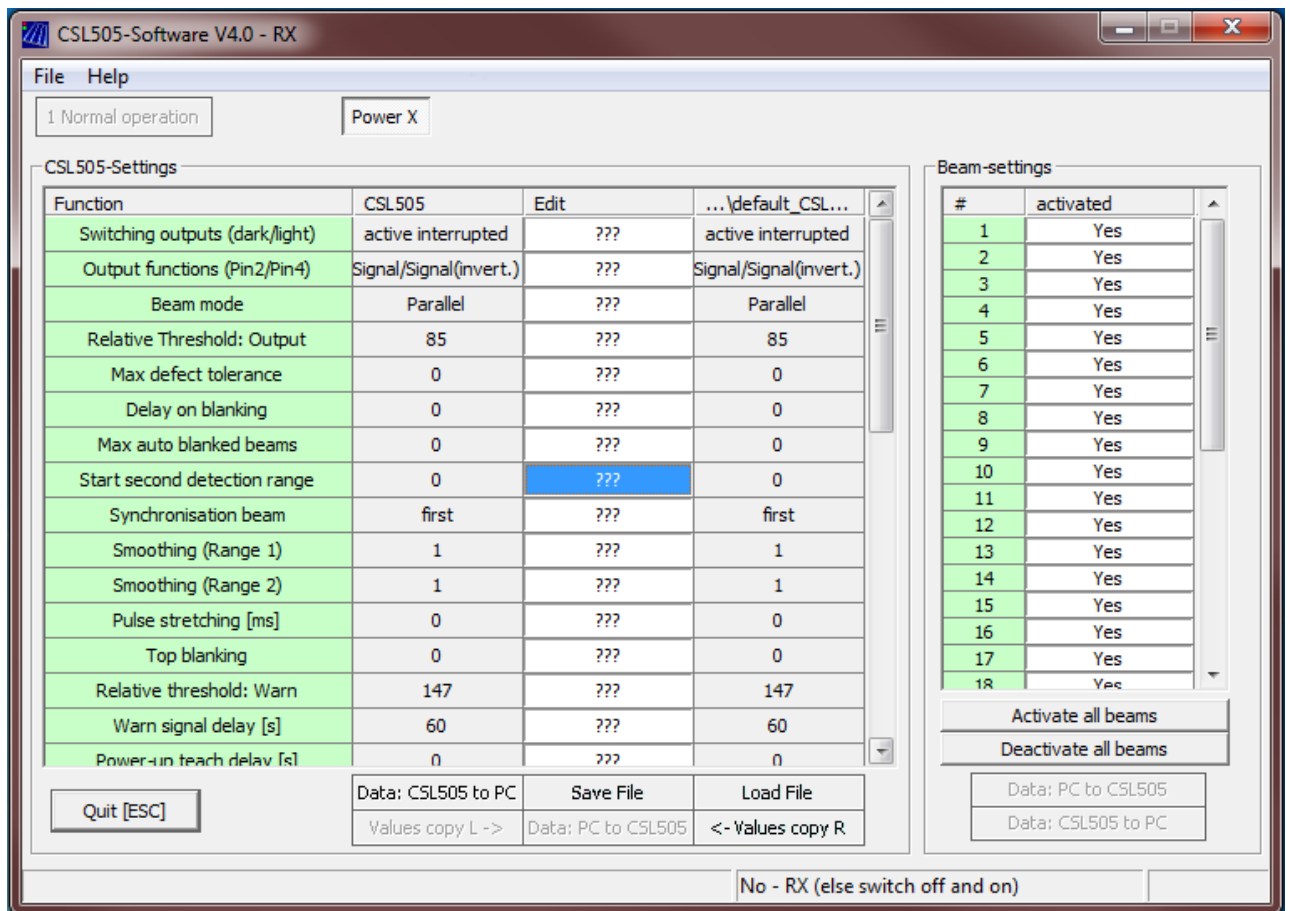 CSL505-Software V4.0 - RX
File Help
1 Normal operation Power X
CSL505-Settings
Function CSL505 Edit ...\default_CSL...
Switching outputs (dark/light) active interrupted ??? active interrupted
Output functions (Pin2/Pin4) Signal/Signal(invert.) ??? Signal/Signal(invert.)
Beam mode Parallel ??? Parallel
Relative Threshold: Output 85 ??? 85
Max defect tolerance 0 ??? 0
Delay on blanking 0 ??? 0
Max auto blanked beams 0 ??? 0
Start second detection range 0 ??? 0
Synchronisation beam first ??? first
Smoothing (Range 1) 1 ??? 1
Smoothing (Range 2) 1 ??? 1
Pulse stretching [ms] 0 ??? 0
Top blanking 0 ??? 0
Relative threshold: Warn 147 ??? 147
Warn signal delay [s] 60 ??? 60
Power-up teach delay [s] 0 ??? 0
Quit [ESC]
Data: CSL505 to PC Save File Load File
Values copy L -> Data: PC to CSL505 <- Values copy R
Beam-settings
# activated
1 Yes
2 Yes
3 Yes
4 Yes
5 Yes
6 Yes
7 Yes
8 Yes
9 Yes
10 Yes
11 Yes
12 Yes
13 Yes
14 Yes
15 Yes
16 Yes
17 Yes
18 Yes
Activate all beams
Deactivate all beams
Data: PC to CSL505
Data: CSL505 to PC
No - RX (else switch off and on)